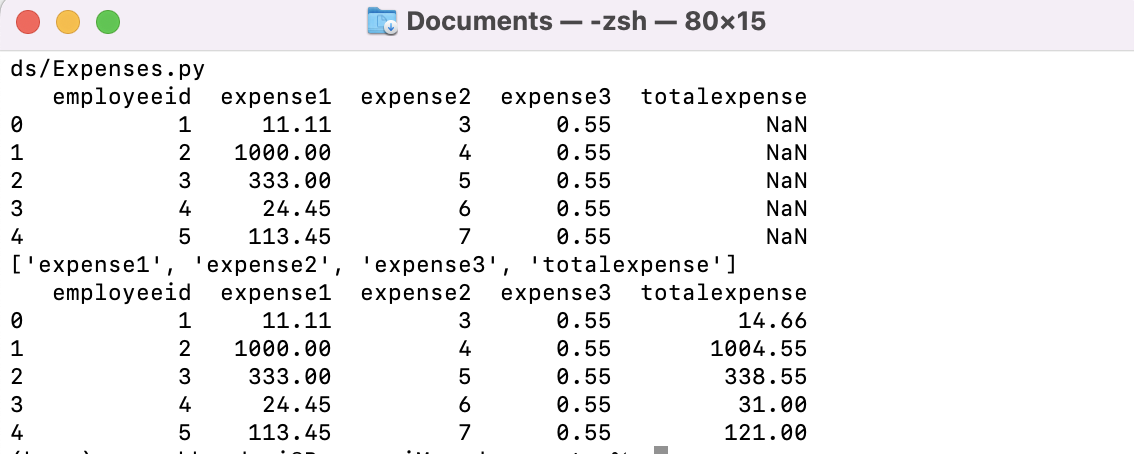 Documents — -zsh — 80×15
ds/Expenses.py
   employeeid  expense1  expense2  expense3  totalexpense
0           1     11.11         3      0.55           NaN
1           2   1000.00         4      0.55           NaN
2           3    333.00         5      0.55           NaN
3           4     24.45         6      0.55           NaN
4           5    113.45         7      0.55           NaN
['expense1', 'expense2', 'expense3', 'totalexpense']
   employeeid  expense1  expense2  expense3  totalexpense
0           1     11.11         3      0.55         14.66
1           2   1000.00         4      0.55       1004.55
2           3    333.00         5      0.55        338.55
3           4     24.45         6      0.55         31.00
4           5    113.45         7      0.55        121.00